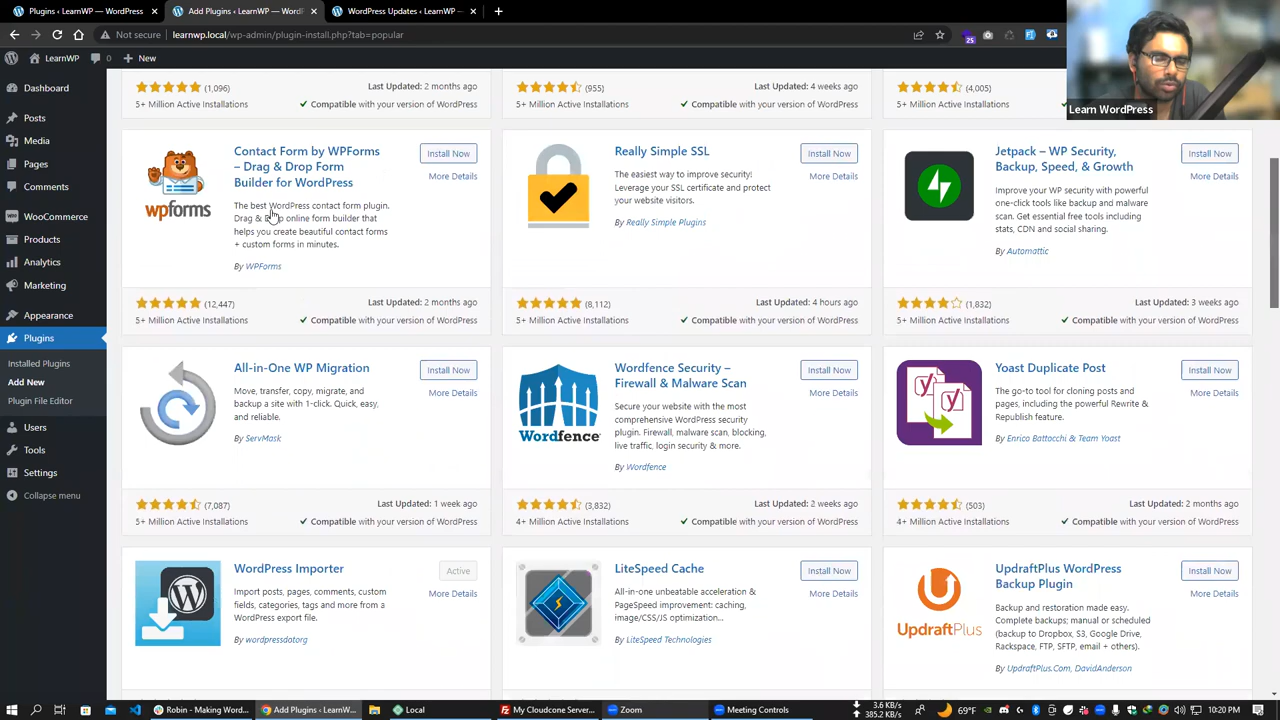 Plugins ‹ LearnWP — WordPress
Add Plugins ‹ LearnWP — WordP
WordPress Updates ‹ LearnWP — 
Not secure
learnwp.local/wp-admin/plugin-install.php?tab=popular
25
LearnWP
0
New
Learn WordPress
Dashboard
Posts
Media
Pages
Comments
WooCommerce
Products
Analytics
Marketing
Appearance
Plugins
Installed Plugins
Add New
Plugin File Editor
Users
Tools
Settings
Collapse menu
(1,096)
Last Updated: 2 months ago
5+ Million Active Installations
Compatible with your version of WordPress
(955)
Last Updated: 4 weeks ago
5+ Million Active Installations
Compatible with your version of WordPress
(4,005)
5+ Million Active Installations
Compatible with your version of WordPress
wpforms
Contact Form by WPForms
– Drag & Drop Form
Builder for WordPress
Install Now
More Details
The best WordPress contact form plugin.
Drag & Drop online form builder that
helps you create beautiful contact forms
+ custom forms in minutes.
By WPForms
(12,447)
Last Updated: 2 months ago
5+ Million Active Installations
Compatible with your version of WordPress
Really Simple SSL
Install Now
More Details
The easiest way to improve security!
Leverage your SSL certificate and protect
your website visitors.
By Really Simple Plugins
(8,112)
Last Updated: 4 hours ago
5+ Million Active Installations
Compatible with your version of WordPress
Jetpack – WP Security,
Backup, Speed, & Growth
Install Now
More Details
Improve your WP security with powerful
one-click tools like backup and malware
scan. Get essential free tools including
stats, CDN and social sharing.
By Automattic
(1,832)
Last Updated: 3 weeks ago
5+ Million Active Installations
Compatible with your version of WordPress
All-in-One WP Migration
Install Now
More Details
Move, transfer, copy, migrate, and
backup a site with 1-click. Quick, easy,
and reliable.
By ServMask
(7,087)
Last Updated: 1 week ago
5+ Million Active Installations
Compatible with your version of WordPress
Wordfence
Wordfence Security –
Firewall & Malware Scan
Install Now
More Details
Secure your website with the most
comprehensive WordPress security
plugin. Firewall, malware scan, blocking,
live traffic, login security & more.
By Wordfence
(3,832)
Last Updated: 2 weeks ago
4+ Million Active Installations
Compatible with your version of WordPress
Yoast Duplicate Post
Install Now
More Details
The go-to tool for cloning posts and
pages, including the powerful Rewrite &
Republish feature.
By Enrico Battocchi & Team Yoast
(503)
Last Updated: 2 months ago
4+ Million Active Installations
Compatible with your version of WordPress
WordPress Importer
Active
More Details
Import posts, pages, comments, custom
fields, categories, tags and more from a
WordPress export file.
By wordpressdotorg
LiteSpeed Cache
Install Now
More Details
All-in-one unbeatable acceleration &
PageSpeed improvement: caching,
image/CSS/JS optimization...
By LiteSpeed Technologies
UpdraftPlus
UpdraftPlus WordPress
Backup Plugin
Install Now
More Details
Backup and restoration made easy.
Complete backups; manual or scheduled
(backup to Dropbox, S3, Google Drive,
Rackspace, FTP, SFTP, email + others).
By UpdraftPlus.Com, DavidAnderson
Robin - Making Wor...
Add Plugins ‹ LearnW...
Local
My Cloudcone Server...
Zoom
Meeting Controls
3.6 KB/s
385.2 KB/s
69°F
10:20 PM